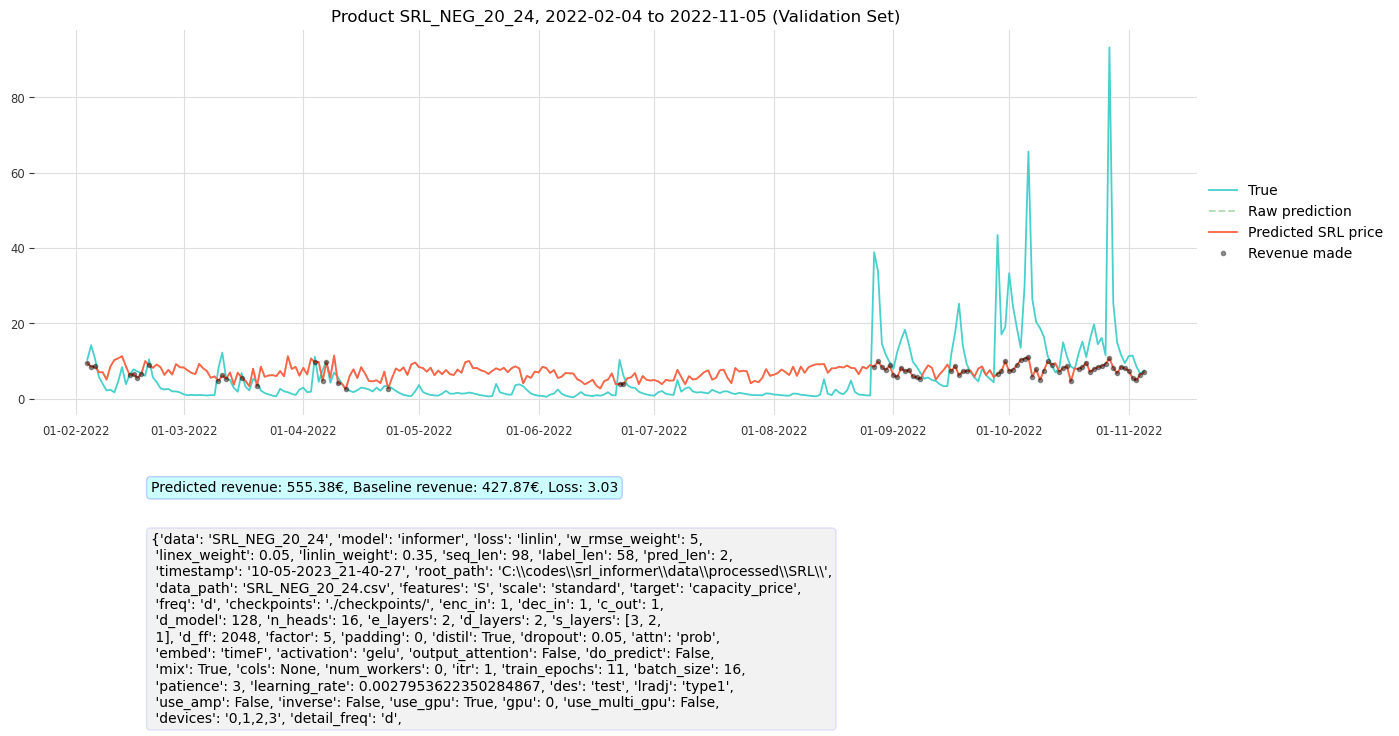 Product SRL_NEG_20_24, 2022-02-04 to 2022-11-05 (Validation Set)
80
60
40
20
0
01-02-2022 01-03-2022 01-04-2022 01-05-2022 01-06-2022 01-07-2022 01-08-2022 01-09-2022 01-10-2022 01-11-2022
True
Raw prediction
Predicted SRL price
Revenue made
Predicted revenue: 555.38€, Baseline revenue: 427.87€, Loss: 3.03
{'data': 'SRL_NEG_20_24', 'model': 'informer', 'loss': 'linlin', 'w_rmse_weight': 5,
'linex_weight': 0.05, 'linlin_weight': 0.35, 'seq_len': 98, 'label_len': 58, 'pred_len': 2,
'timestamp': '10-05-2023_21-40-27', 'root_path': 'C:\\codes\\srl_informer\\data\\processed\\SRL\\',
'data_path': 'SRL_NEG_20_24.csv', 'features': 'S', 'scale': 'standard', 'target': 'capacity_price',
'freq': 'd', 'checkpoints': './checkpoints/', 'enc_in': 1, 'dec_in': 1, 'c_out': 1,
'd_model': 128, 'n_heads': 16, 'e_layers': 2, 'd_layers': 2, 's_layers': [3, 2,
1], 'd_ff': 2048, 'factor': 5, 'padding': 0, 'distil': True, 'dropout': 0.05, 'attn': 'prob',
'embed': 'timeF', 'activation': 'gelu', 'output_attention': False, 'do_predict': False,
'mix': True, 'cols': None, 'num_workers': 0, 'itr': 1, 'train_epochs': 11, 'batch_size': 16,
'patience': 3, 'learning_rate': 0.0027953622350284867, 'des': 'test', 'lradj': 'type1',
'use_amp': False, 'inverse': False, 'use_gpu': True, 'gpu': 0, 'use_multi_gpu': False,
'devices': '0,1,2,3', 'detail_freq': 'd',